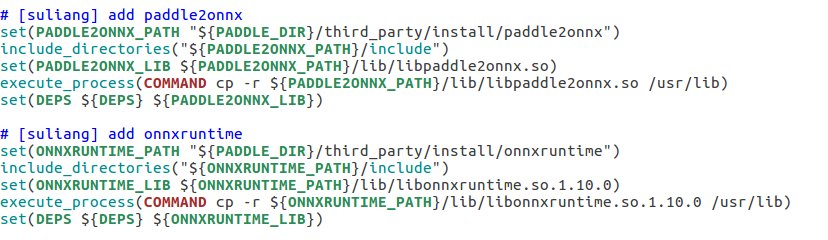 # [suliang] add paddle2onnx
set(PADDLE2ONNX_PATH "${PADDLE_DIR}/third_party/install/paddle2onnx")
include_directories("${PADDLE2ONNX_PATH}/include")
set(PADDLE2ONNX_LIB ${PADDLE2ONNX_PATH}/lib/libpaddle2onnx.so)
execute_process(COMMAND cp -r ${PADDLE2ONNX_PATH}/lib/libpaddle2onnx.so /usr/lib)
set(DEPS ${DEPS} ${PADDLE2ONNX_LIB})

# [suliang] add onnxruntime
set(ONNXRUNTIME_PATH "${PADDLE_DIR}/third_party/install/onnxruntime")
include_directories("${ONNXRUNTIME_PATH}/include")
set(ONNXRUNTIME_LIB ${ONNXRUNTIME_PATH}/lib/libonnxruntime.so.1.10.0)
execute_process(COMMAND cp -r ${ONNXRUNTIME_PATH}/lib/libonnxruntime.so.1.10.0 /usr/lib)
set(DEPS ${DEPS} ${ONNXRUNTIME_LIB})